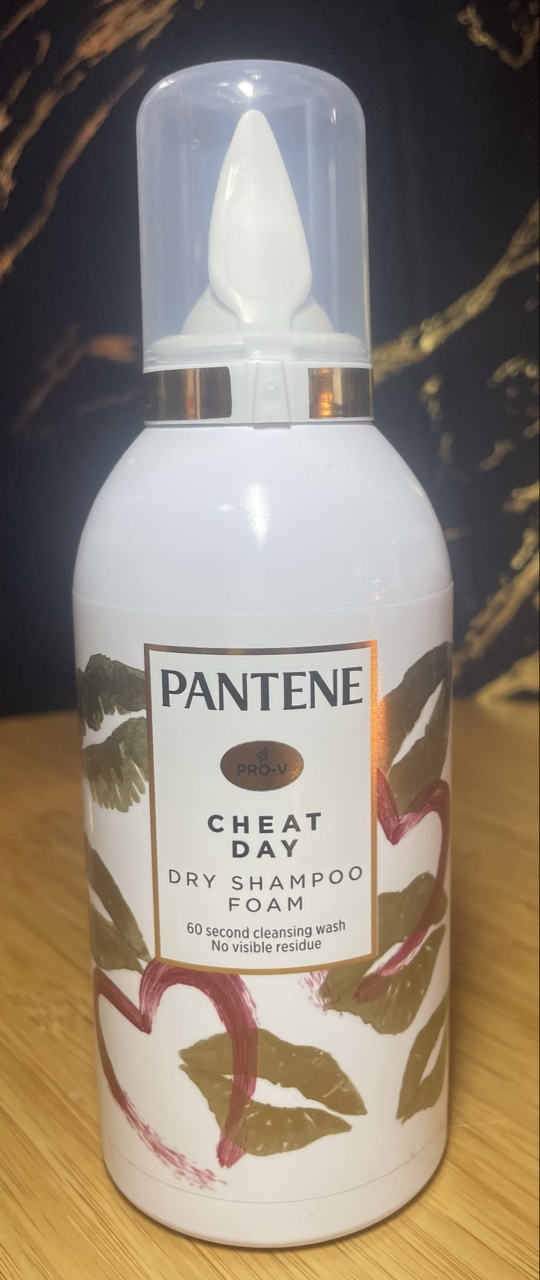 PANTENE
PRO-V
CHEAT
DAY
DRY SHAMPOO
FOAM
60 second cleansing wash
No visible residue